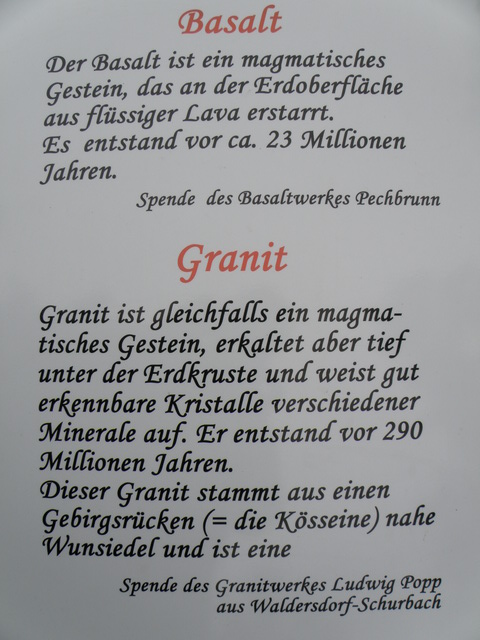 Basalt
Der Basalt ist ein magmatisches
Gestein, das an der Erdoberfläche
aus flüssiger Lava erstarrt.
Es entstand vor ca. 23 Millionen
Jahren.
Spende des Basaltwerkes Pechbrunn
Granit
Granit ist gleichfalls ein magma-
tisches Gestein, erkaltet aber tief
unter der Erdkruste und weist gut
erkennbare Kristalle verschiedener
Minerale auf. Er entstand vor 290
Millionen Jahren.
Dieser Granit stammt aus einen
Gebirgsrücken (= die Kösseine) nahe
Wunsiedel und ist eine
Spende des Granitwerkes Ludwig Popp
aus Waldersdorf-Schurbach